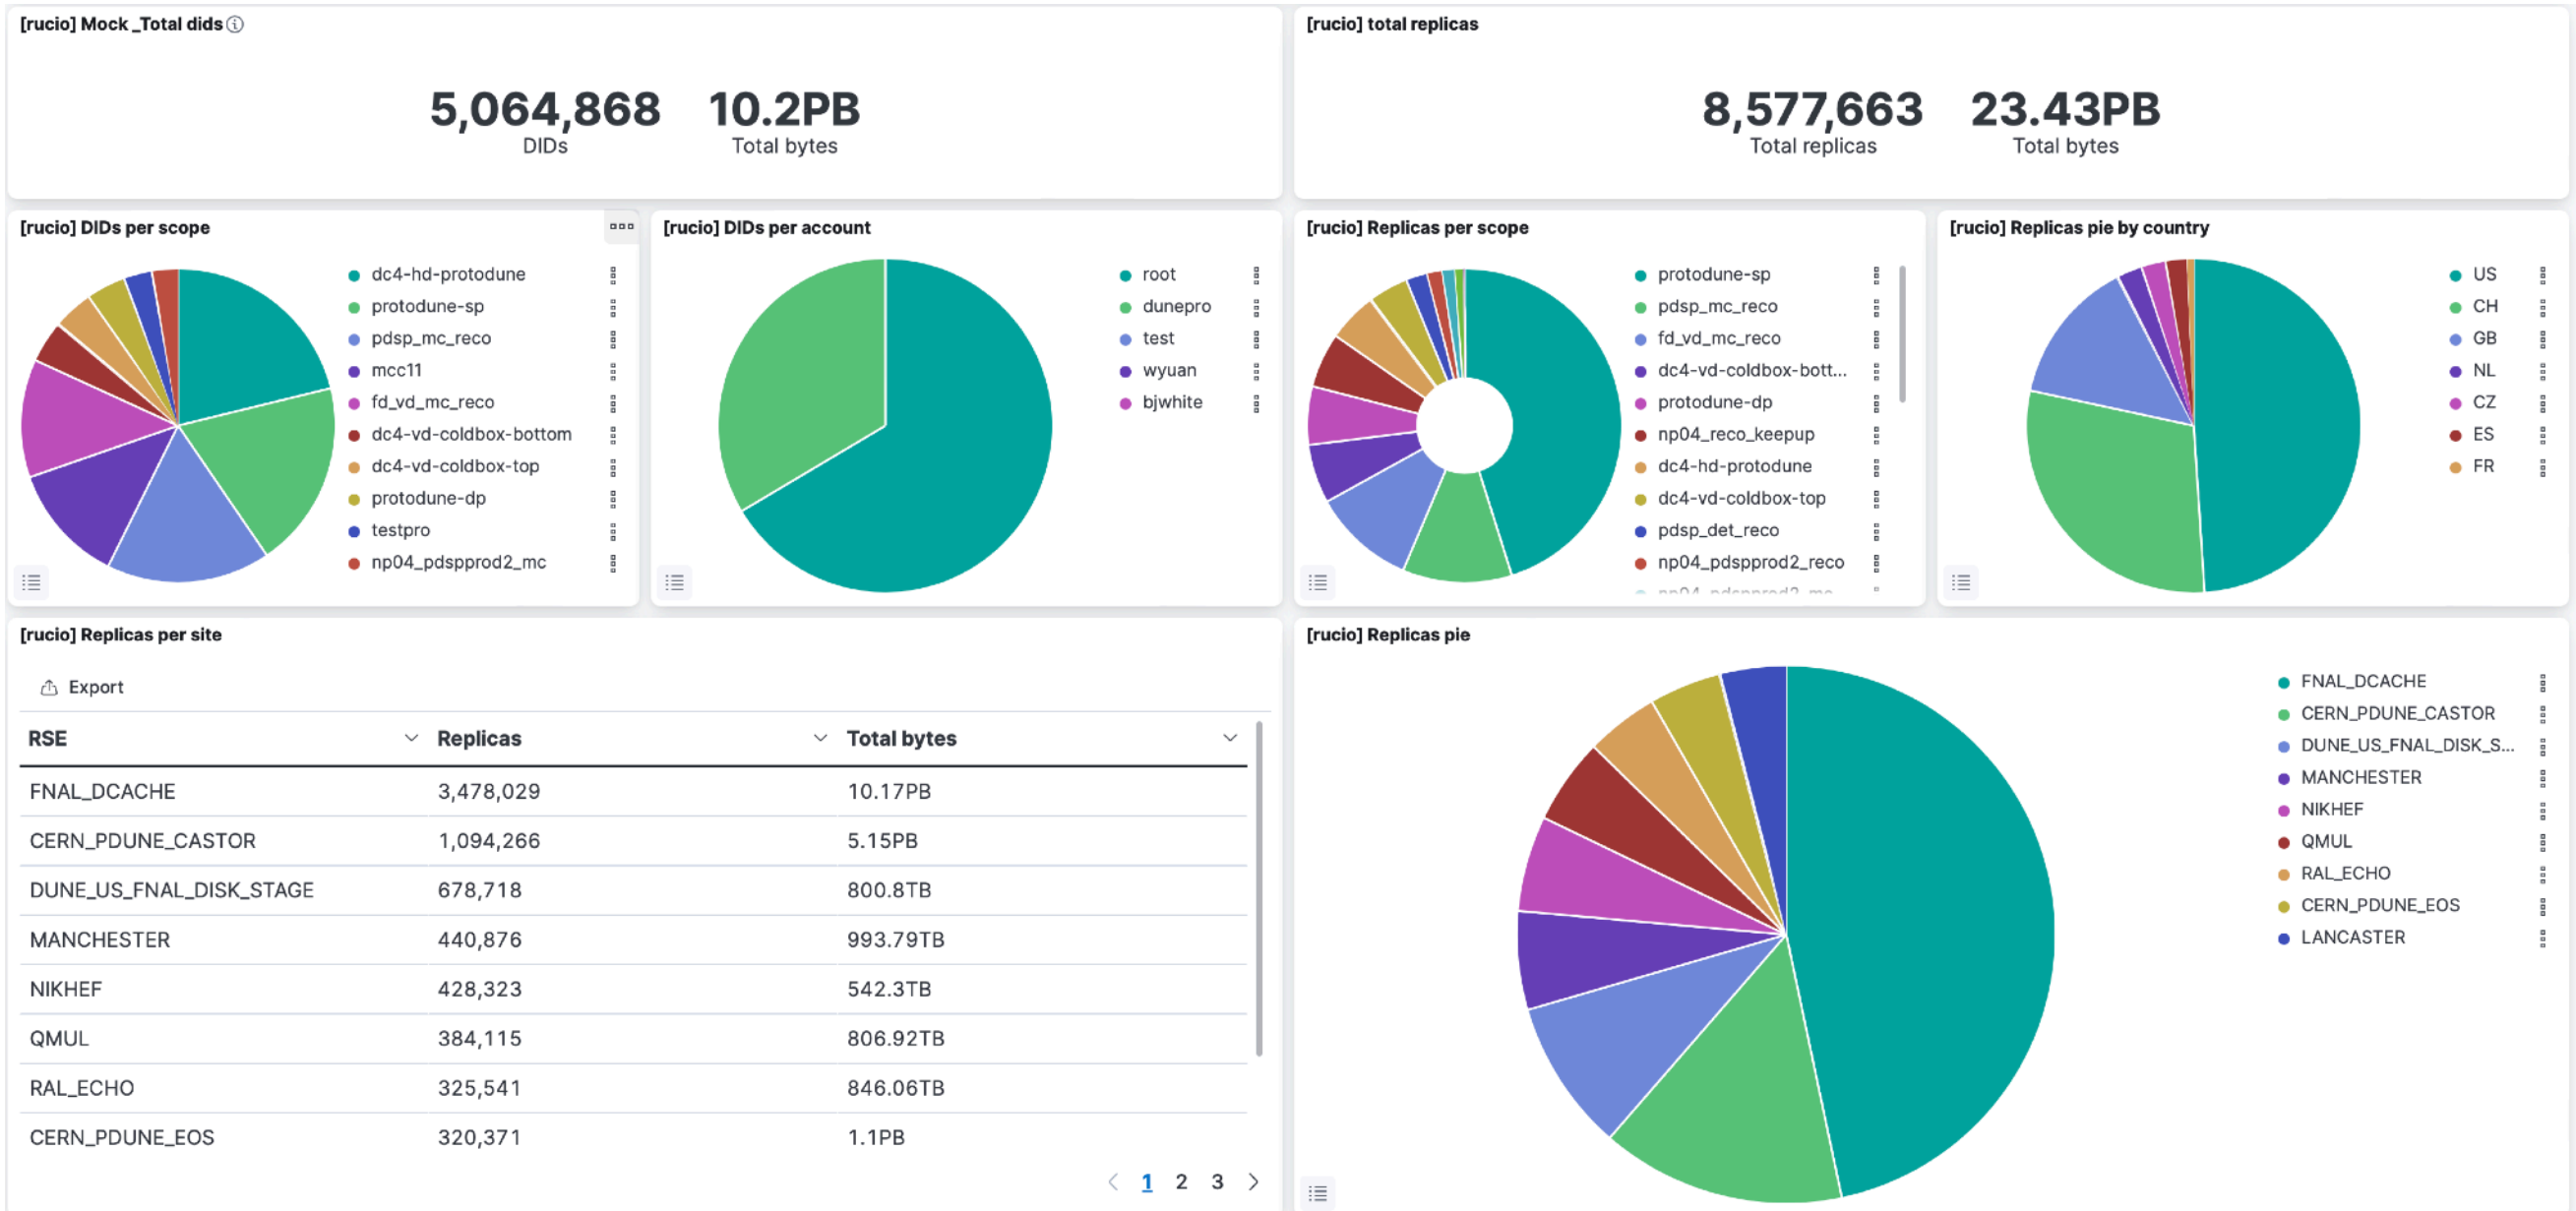 [rucio] Mock _Total dids
5,064,868 10.2PB
DIDs Total bytes
[rucio] total replicas
8,577,663 23.43PB
Total replicas Total bytes
[rucio] DIDs per scope
dc4-hd-protodune
protodune-sp
pdsp_mc_reco
mcc11
fd_vd_mc_reco
dc4-vd-coldbox-bottom
dc4-vd-coldbox-top
protodune-dp
testpro
np04_pdspprod2_mc
[rucio] DIDs per account
root
dunepro
test
wyuan
bjwhite
[rucio] Replicas per scope
protodune-sp
pdsp_mc_reco
fd_vd_mc_reco
dc4-vd-coldbox-bott...
protodune-dp
np04_reco_keepup
dc4-hd-protodune
dc4-vd-coldbox-top
pdsp_det_reco
np04_pdspprod2_reco
[rucio] Replicas pie by country
US
CH
GB
NL
CZ
ES
FR
[rucio] Replicas per site
Export
RSE Replicas Total bytes
FNAL_DCACHE 3,478,029 10.17PB
CERN_PDUNE_CASTOR 1,094,266 5.15PB
DUNE_US_FNAL_DISK_STAGE 678,718 800.8TB
MANCHESTER 440,876 993.79TB
NIKHEF 428,323 542.3TB
QMUL 384,115 806.92TB
RAL_ECHO 325,541 846.06TB
CERN_PDUNE_EOS 320,371 1.1PB
1 2 3
[rucio] Replicas pie
FNAL_DCACHE
CERN_PDUNE_CASTOR
DUNE_US_FNAL_DISK_S...
MANCHESTER
NIKHEF
QMUL
RAL_ECHO
CERN_PDUNE_EOS
LANCASTER